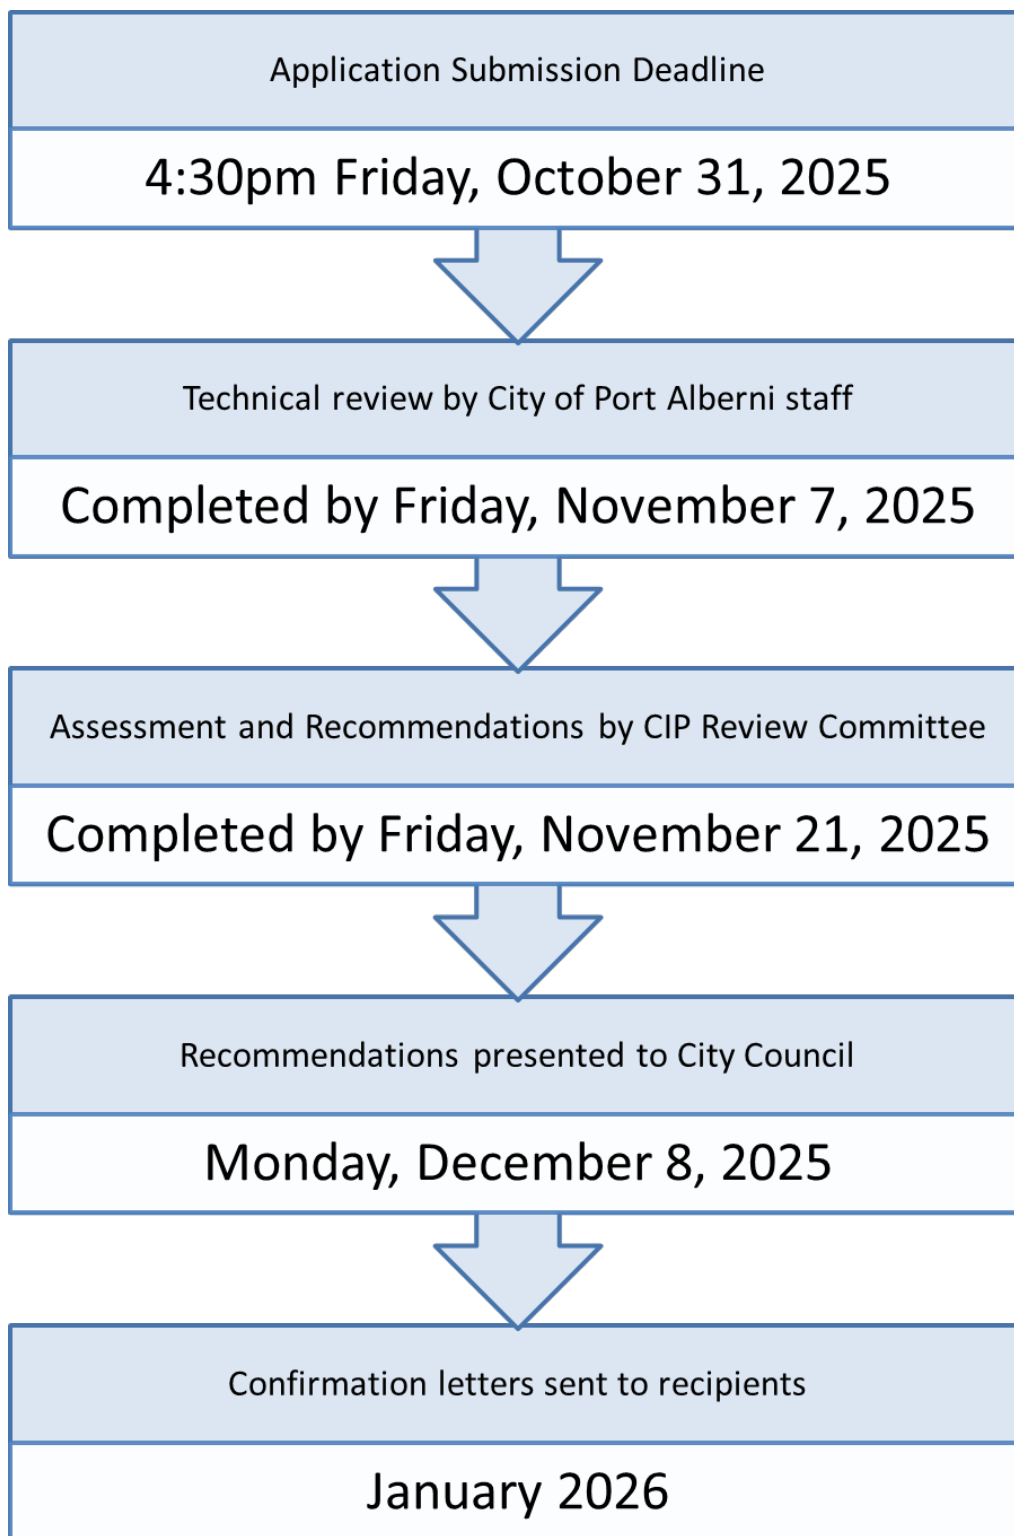 Application Submission Deadline
4:30pm Friday, October 31, 2025
Technical review by City of Port Alberni staff
Completed by Friday, November 7, 2025
Assessment and Recommendations by CIP Review Committee
Completed by Friday, November 21, 2025
Recommendations presented to City Council
Monday, December 8, 2025
Confirmation letters sent to recipients
January 2026